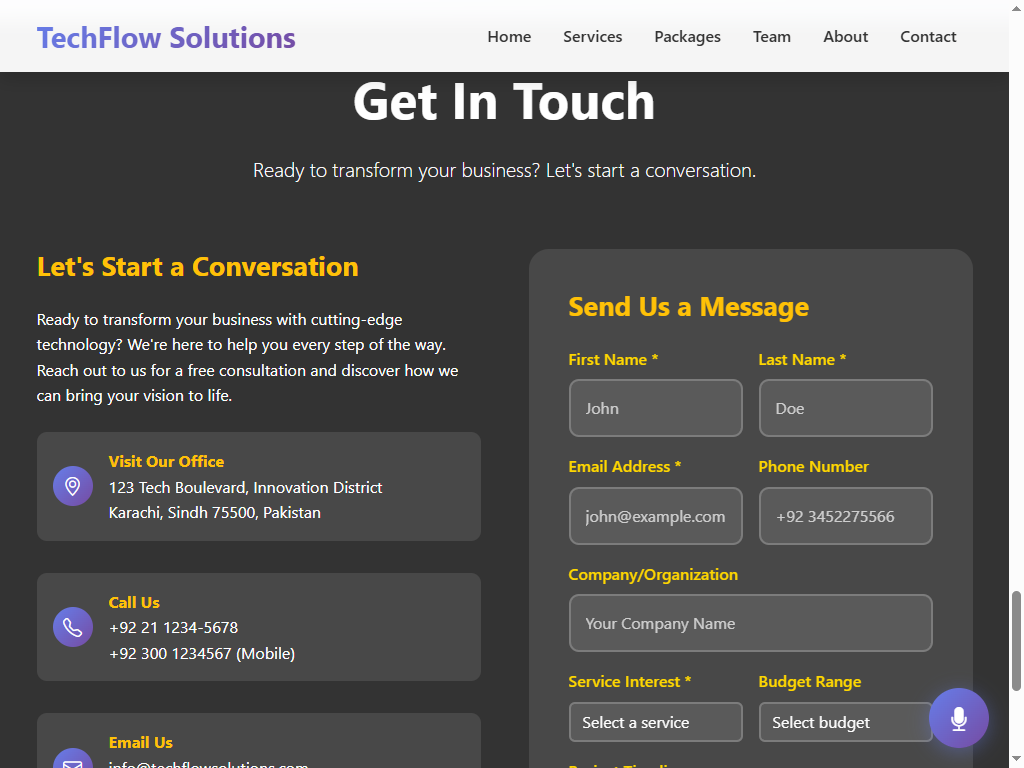 TechFlow Solutions
Home
Services
Packages
Team
About
Contact
Get In Touch
Ready to transform your business? Let's start a conversation.
Let's Start a Conversation
Ready to transform your business with cutting-edge
technology? We're here to help you every step of the way.
Reach out to us for a free consultation and discover how we
can bring your vision to life.
Visit Our Office
123 Tech Boulevard, Innovation District
Karachi, Sindh 75500, Pakistan
Call Us
+92 21 1234-5678
+92 300 1234567 (Mobile)
Email Us
info@techflowsolutions.com
Send Us a Message
First Name *
Last Name *
John
Doe
Email Address *
Phone Number
john@example.com
+92 3452275566
Company/Organization
Your Company Name
Service Interest *
Budget Range
Select a service
Select budget